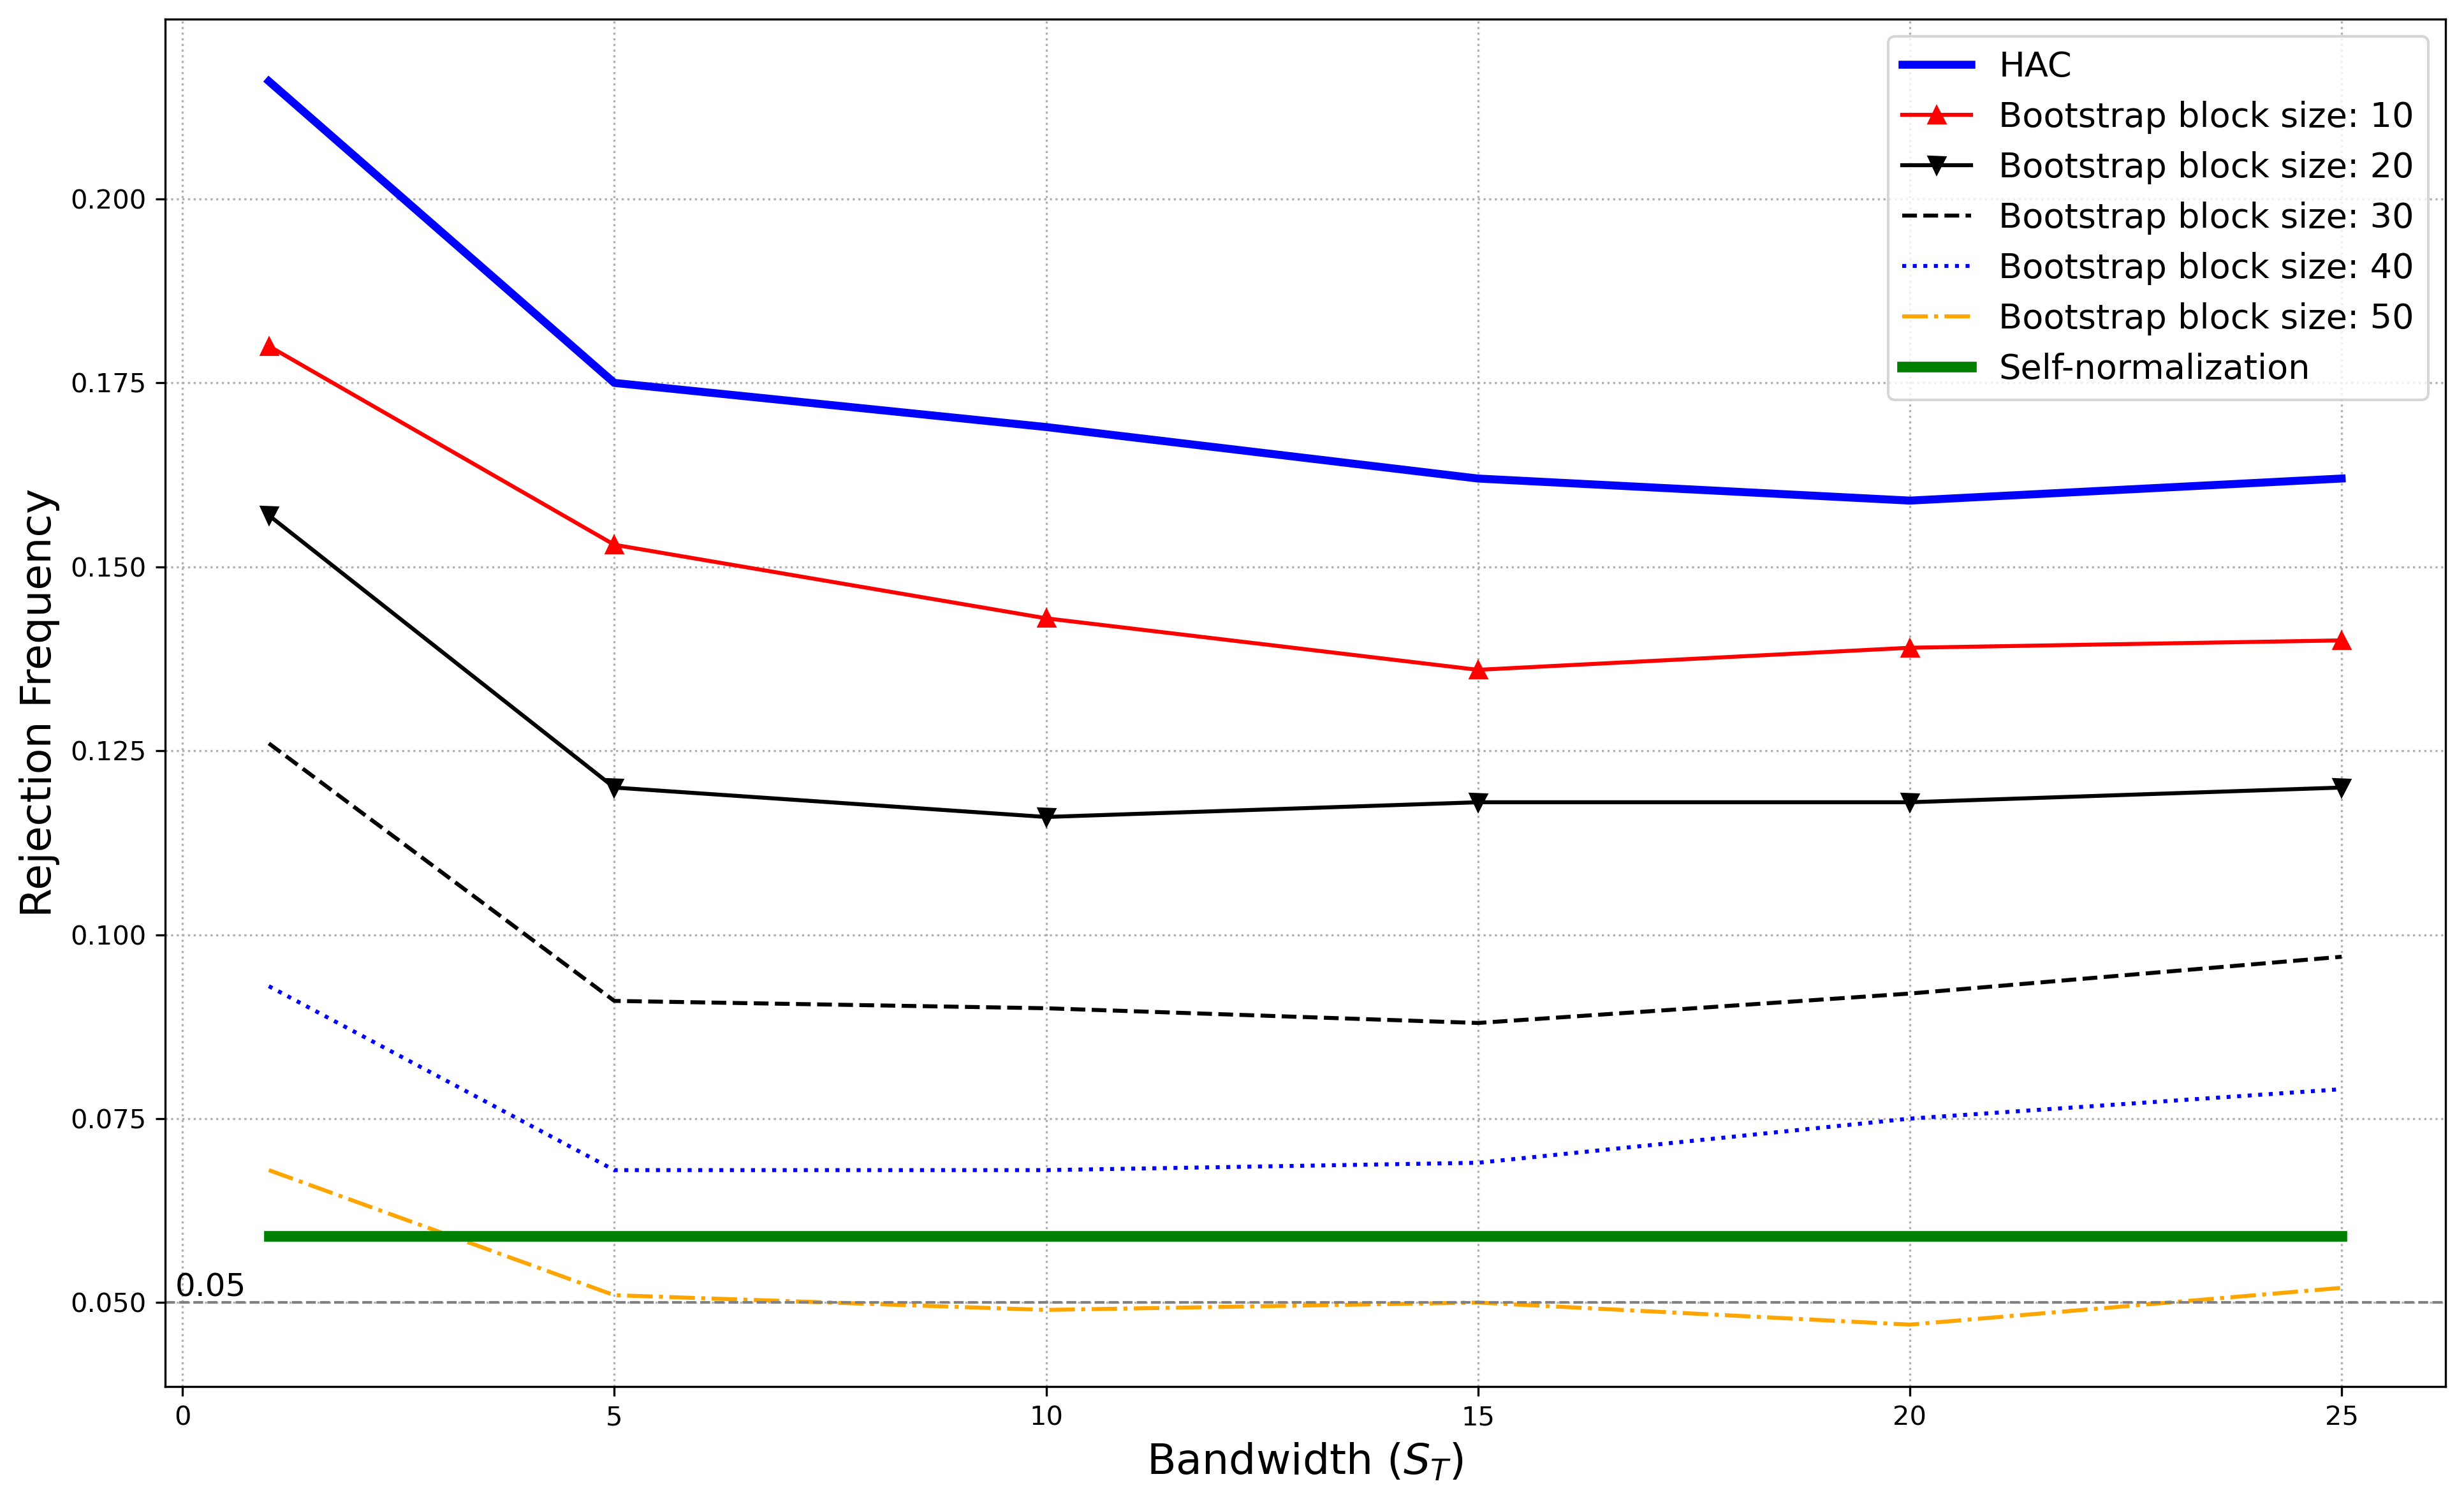 HAC
Bootstrap block size: 10
Bootstrap block size: 20
Bootstrap block size: 30
Bootstrap block size: 40
Bootstrap block size: 50
Self-normalization
Rejection Frequency
0.200
0.175
0.150
0.125
0.100
0.075
0.050
0.05
0 5 10 15 20 25
Bandwidth (S_T)